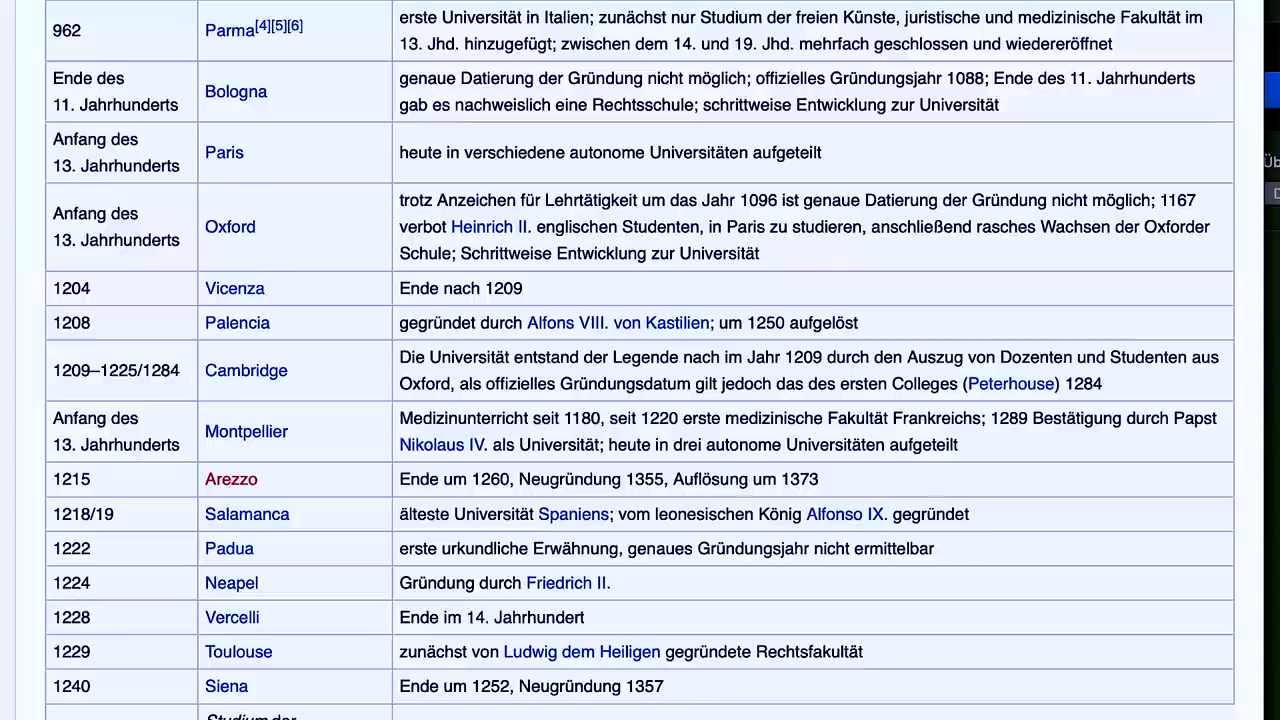 962 Parma[4][5][6] erste Universität in Italien; zunächst nur Studium der freien Künste, juristische und medizinische Fakultät im
13. Jhd. hinzugefügt; zwischen dem 14. und 19. Jhd. mehrfach geschlossen und wiedereröffnet
Ende des
11. Jahrhunderts
Bologna
genaue Datierung der Gründung nicht möglich; offizielles Gründungsjahr 1088; Ende des 11. Jahrhunderts
gab es nachweislich eine Rechtsschule; schrittweise Entwicklung zur Universität
Anfang des
13. Jahrhunderts
Paris
heute in verschiedene autonome Universitäten aufgeteilt
Anfang des
13. Jahrhunderts
Oxford
trotz Anzeichen für Lehrtätigkeit um das Jahr 1096 ist genaue Datierung der Gründung nicht möglich; 1167
verbot Heinrich II. englischen Studenten, in Paris zu studieren, anschließend rasches Wachsen der Oxforder
Schule; Schrittweise Entwicklung zur Universität
1204 Vicenza Ende nach 1209
1208 Palencia gegründet durch Alfons VIII. von Kastilien; um 1250 aufgelöst
1209–1225/1284 Cambridge
Die Universität entstand der Legende nach im Jahr 1209 durch den Auszug von Dozenten und Studenten aus
Oxford, als offizielles Gründungsdatum gilt jedoch das des ersten Colleges (Peterhouse) 1284
Anfang des
13. Jahrhunderts
Montpellier
Medizinunterricht seit 1180, seit 1220 erste medizinische Fakultät Frankreichs; 1289 Bestätigung durch Papst
Nikolaus IV. als Universität; heute in drei autonome Universitäten aufgeteilt
1215 Arezzo Ende um 1260, Neugründung 1355, Auflösung um 1373
1218/19 Salamanca älteste Universität Spaniens; vom leonesischen König Alfonso IX. gegründet
1222 Padua erste urkundliche Erwähnung, genaues Gründungsjahr nicht ermittelbar
1224 Neapel Gründung durch Friedrich II.
1228 Vercelli Ende im 14. Jahrhundert
1229 Toulouse zunächst von Ludwig dem Heiligen gegründete Rechtsfakultät
1240 Siena Ende um 1252, Neugründung 1357
Studium der